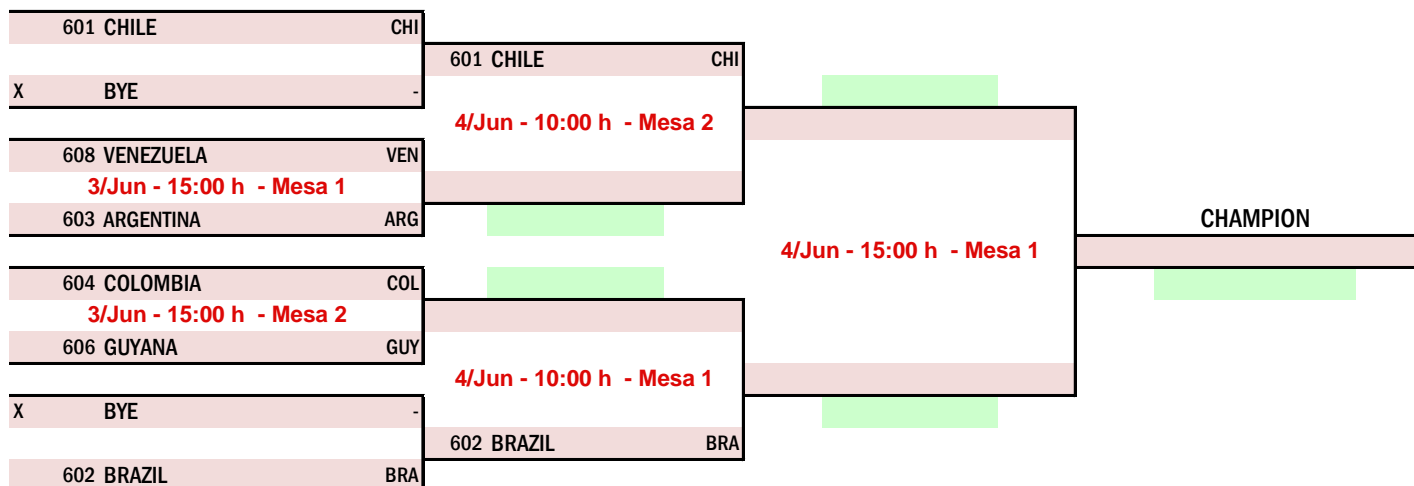 601 CHILE CHI
X BYE -
608 VENEZUELA VEN
3/Jun - 15:00 h - Mesa 1
603 ARGENTINA ARG
604 COLOMBIA COL
3/Jun - 15:00 h - Mesa 2
606 GUYANA GUY
X BYE -
602 BRAZIL BRA
601 CHILE CHI
4/Jun - 10:00 h - Mesa 2
4/Jun - 10:00 h - Mesa 1
602 BRAZIL BRA
4/Jun - 15:00 h - Mesa 1
CHAMPION